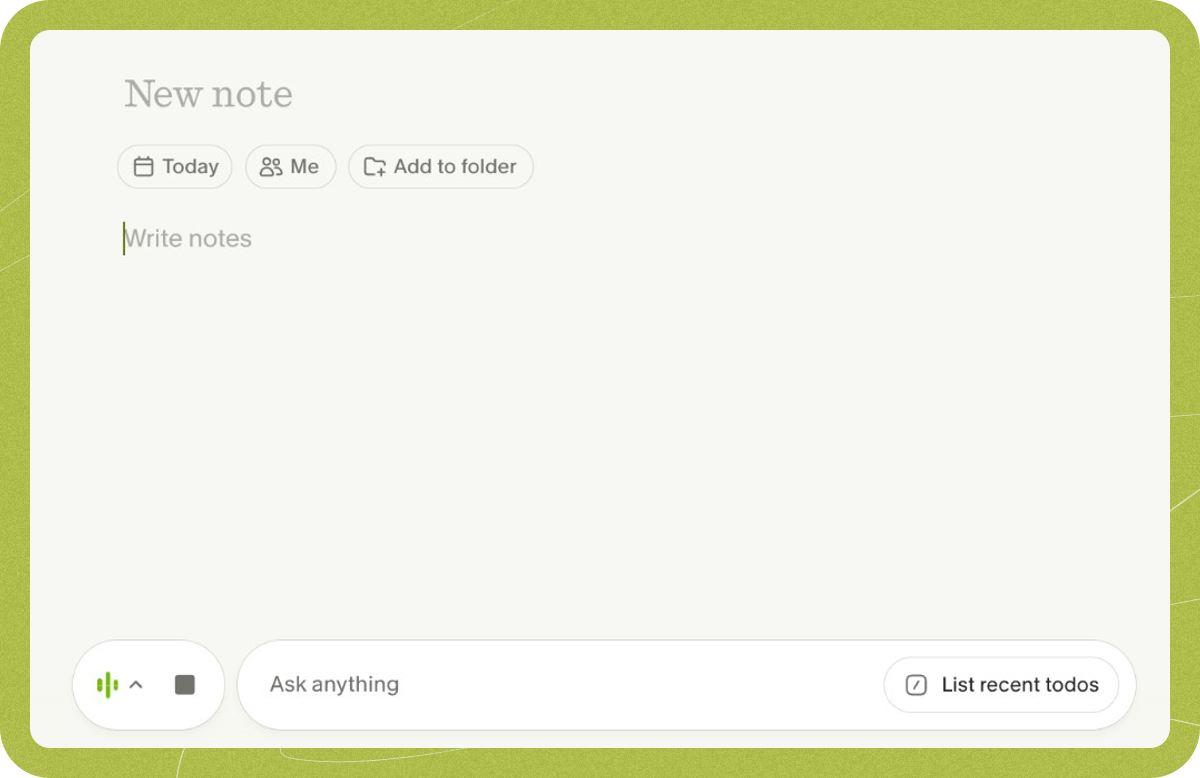 New note
Today Me Add to folder
Write notes
Ask anything List recent todos